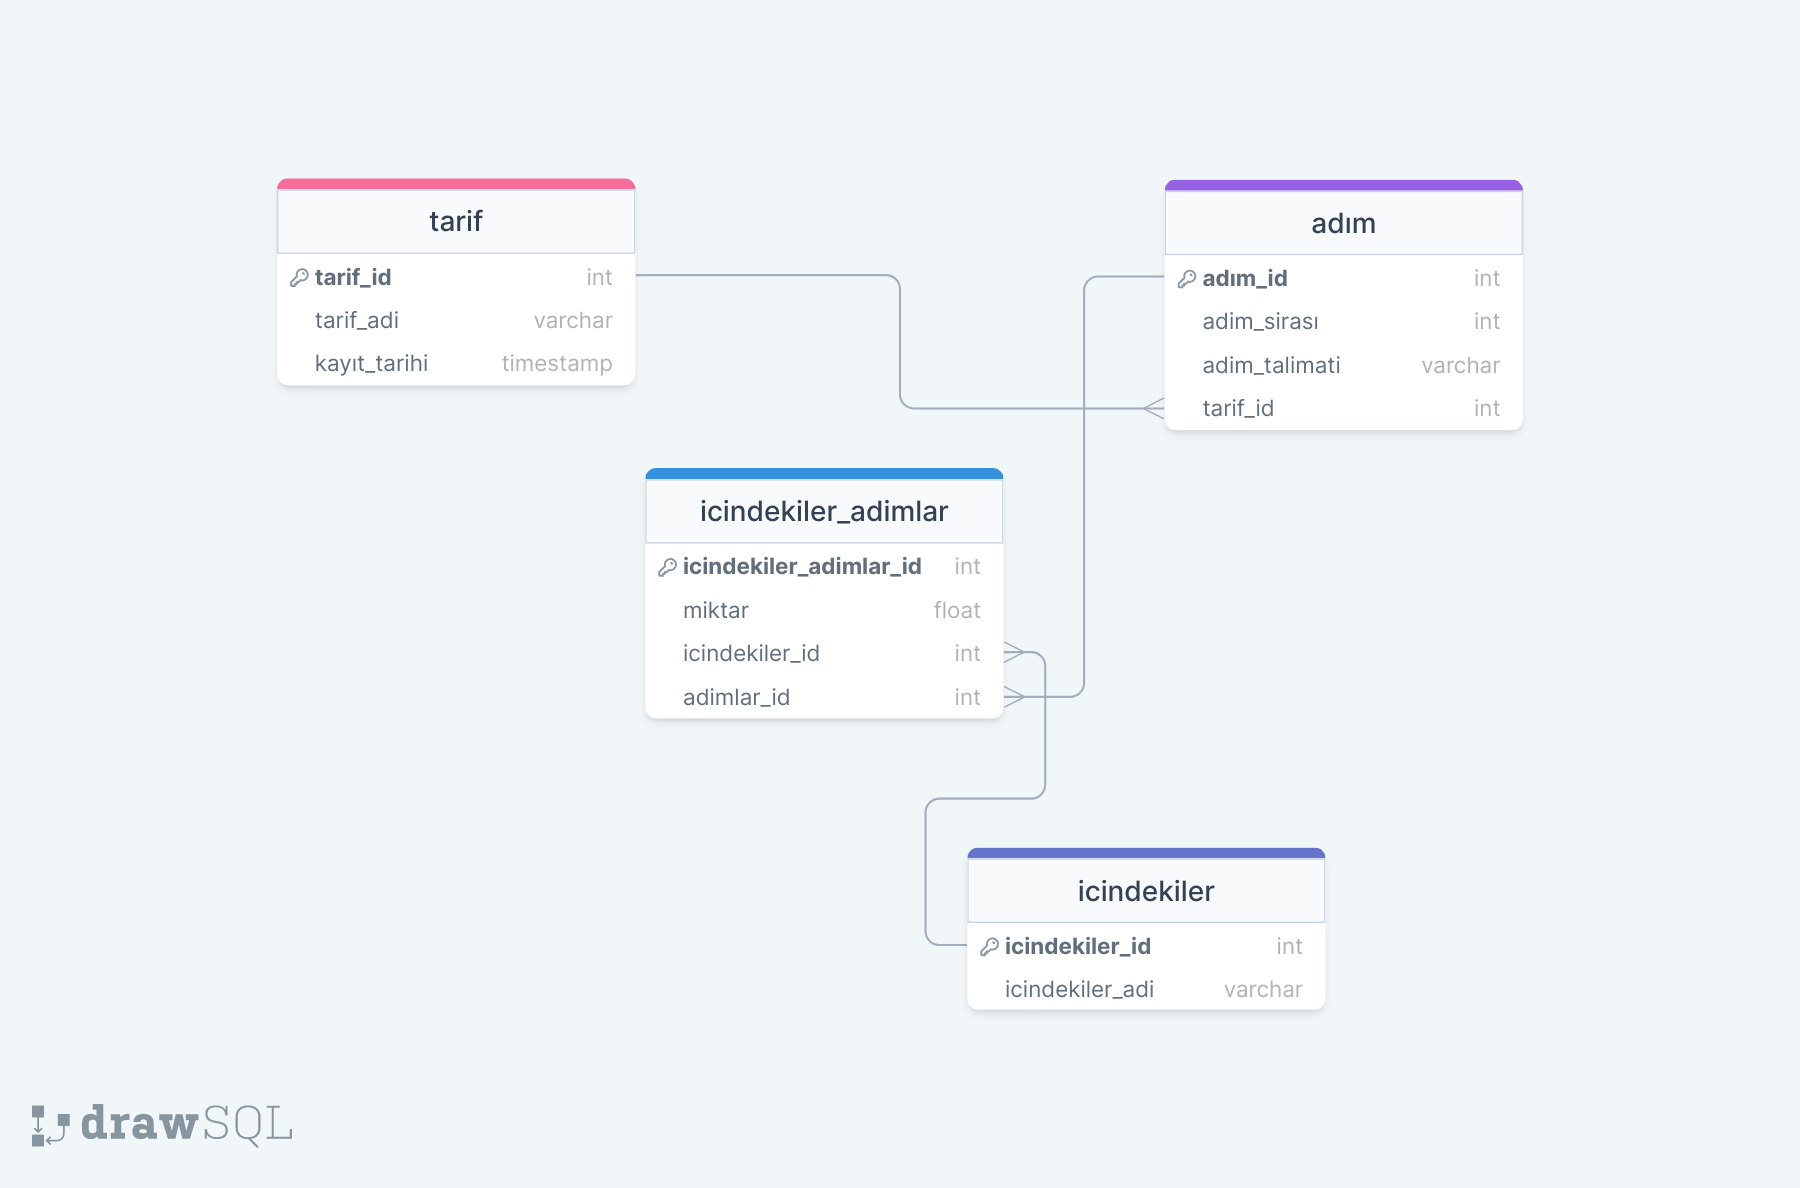 tarif
tarif_id int
tarif_adi varchar
kayıt_tarihi timestamp
adım
adım_id int
adim_sirası int
adim_talimati varchar
tarif_id int
icindekiler_adimlar
icindekiler_adimlar_id int
miktar float
icindekiler_id int
adimlar_id int
icindekiler
icindekiler_id int
icindekiler_adi varchar
drawSQL